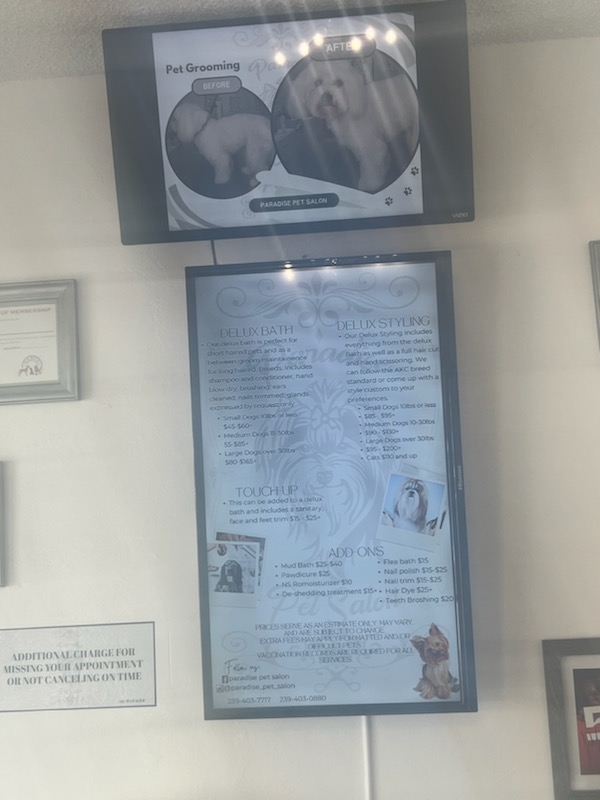 Pet Grooming
BEFORE
AFTE
PARADISE PET SALON
DELUX BATH
• Our delux bath is perfect for
short haired pets and as a
between groom maintenance
for long haired breeds. Includes
shampoo and conditioner, hand
blow dry, brushed, ears
cleaned, nails trimmed, glands
expressed by request only.
• Small Dogs 10lbs or less
$45-$60+
• Medium Dogs 15-30lbs
55-$85+
• Large Dogs over 30lbs
$80-$165+
DELUX STYLING
• Our Delux Styling includes
everything from the delux
bath as well as a full hair cut
and hand scissoring. We
can follow the AKC breed
standard or come up with a
style custom to your
preferences.
• Small Dogs 10lbs or less
• $85- $95+
• Medium Dogs 10-30lbs
• $90- $130+
• Large Dogs over 30lbs
• $95- $200+
• Cats $110 and up
TOUCH-UP
• This can be added to a delux
bath and includes a sanitary,
face and feet trim $15 - $25+
ADD-ONS
• Mud Bath $25-$40
• Pawdicure $25
• NS Romoisturizer $10
• De-shedding treatment $15+
• Flea bath $15
• Nail polish $15-$25
• Nail trim $15-$25
• Hair Dye $25+
• Teeth Broshing $20
Pet Salon
PRICES SERVE AS AN ESTIMATE ONLY MAY VARY
AND ARE SUBJECT TO CHANGE.
EXTRA FEES MAY APPLY FOR MATTED AND/OR
DIFFICULT PETS
VACCINATION RECORDS ARE REQUIRED FOR ALL
SERVICES
Follow us:
paradise pet salon
@paradise_pet_salon
239-403-7717 239-403-0880
ADDITIONAL CHARGE FOR
MISSING YOUR APPOINTMENT
OR NOT CANCELING ON TIME